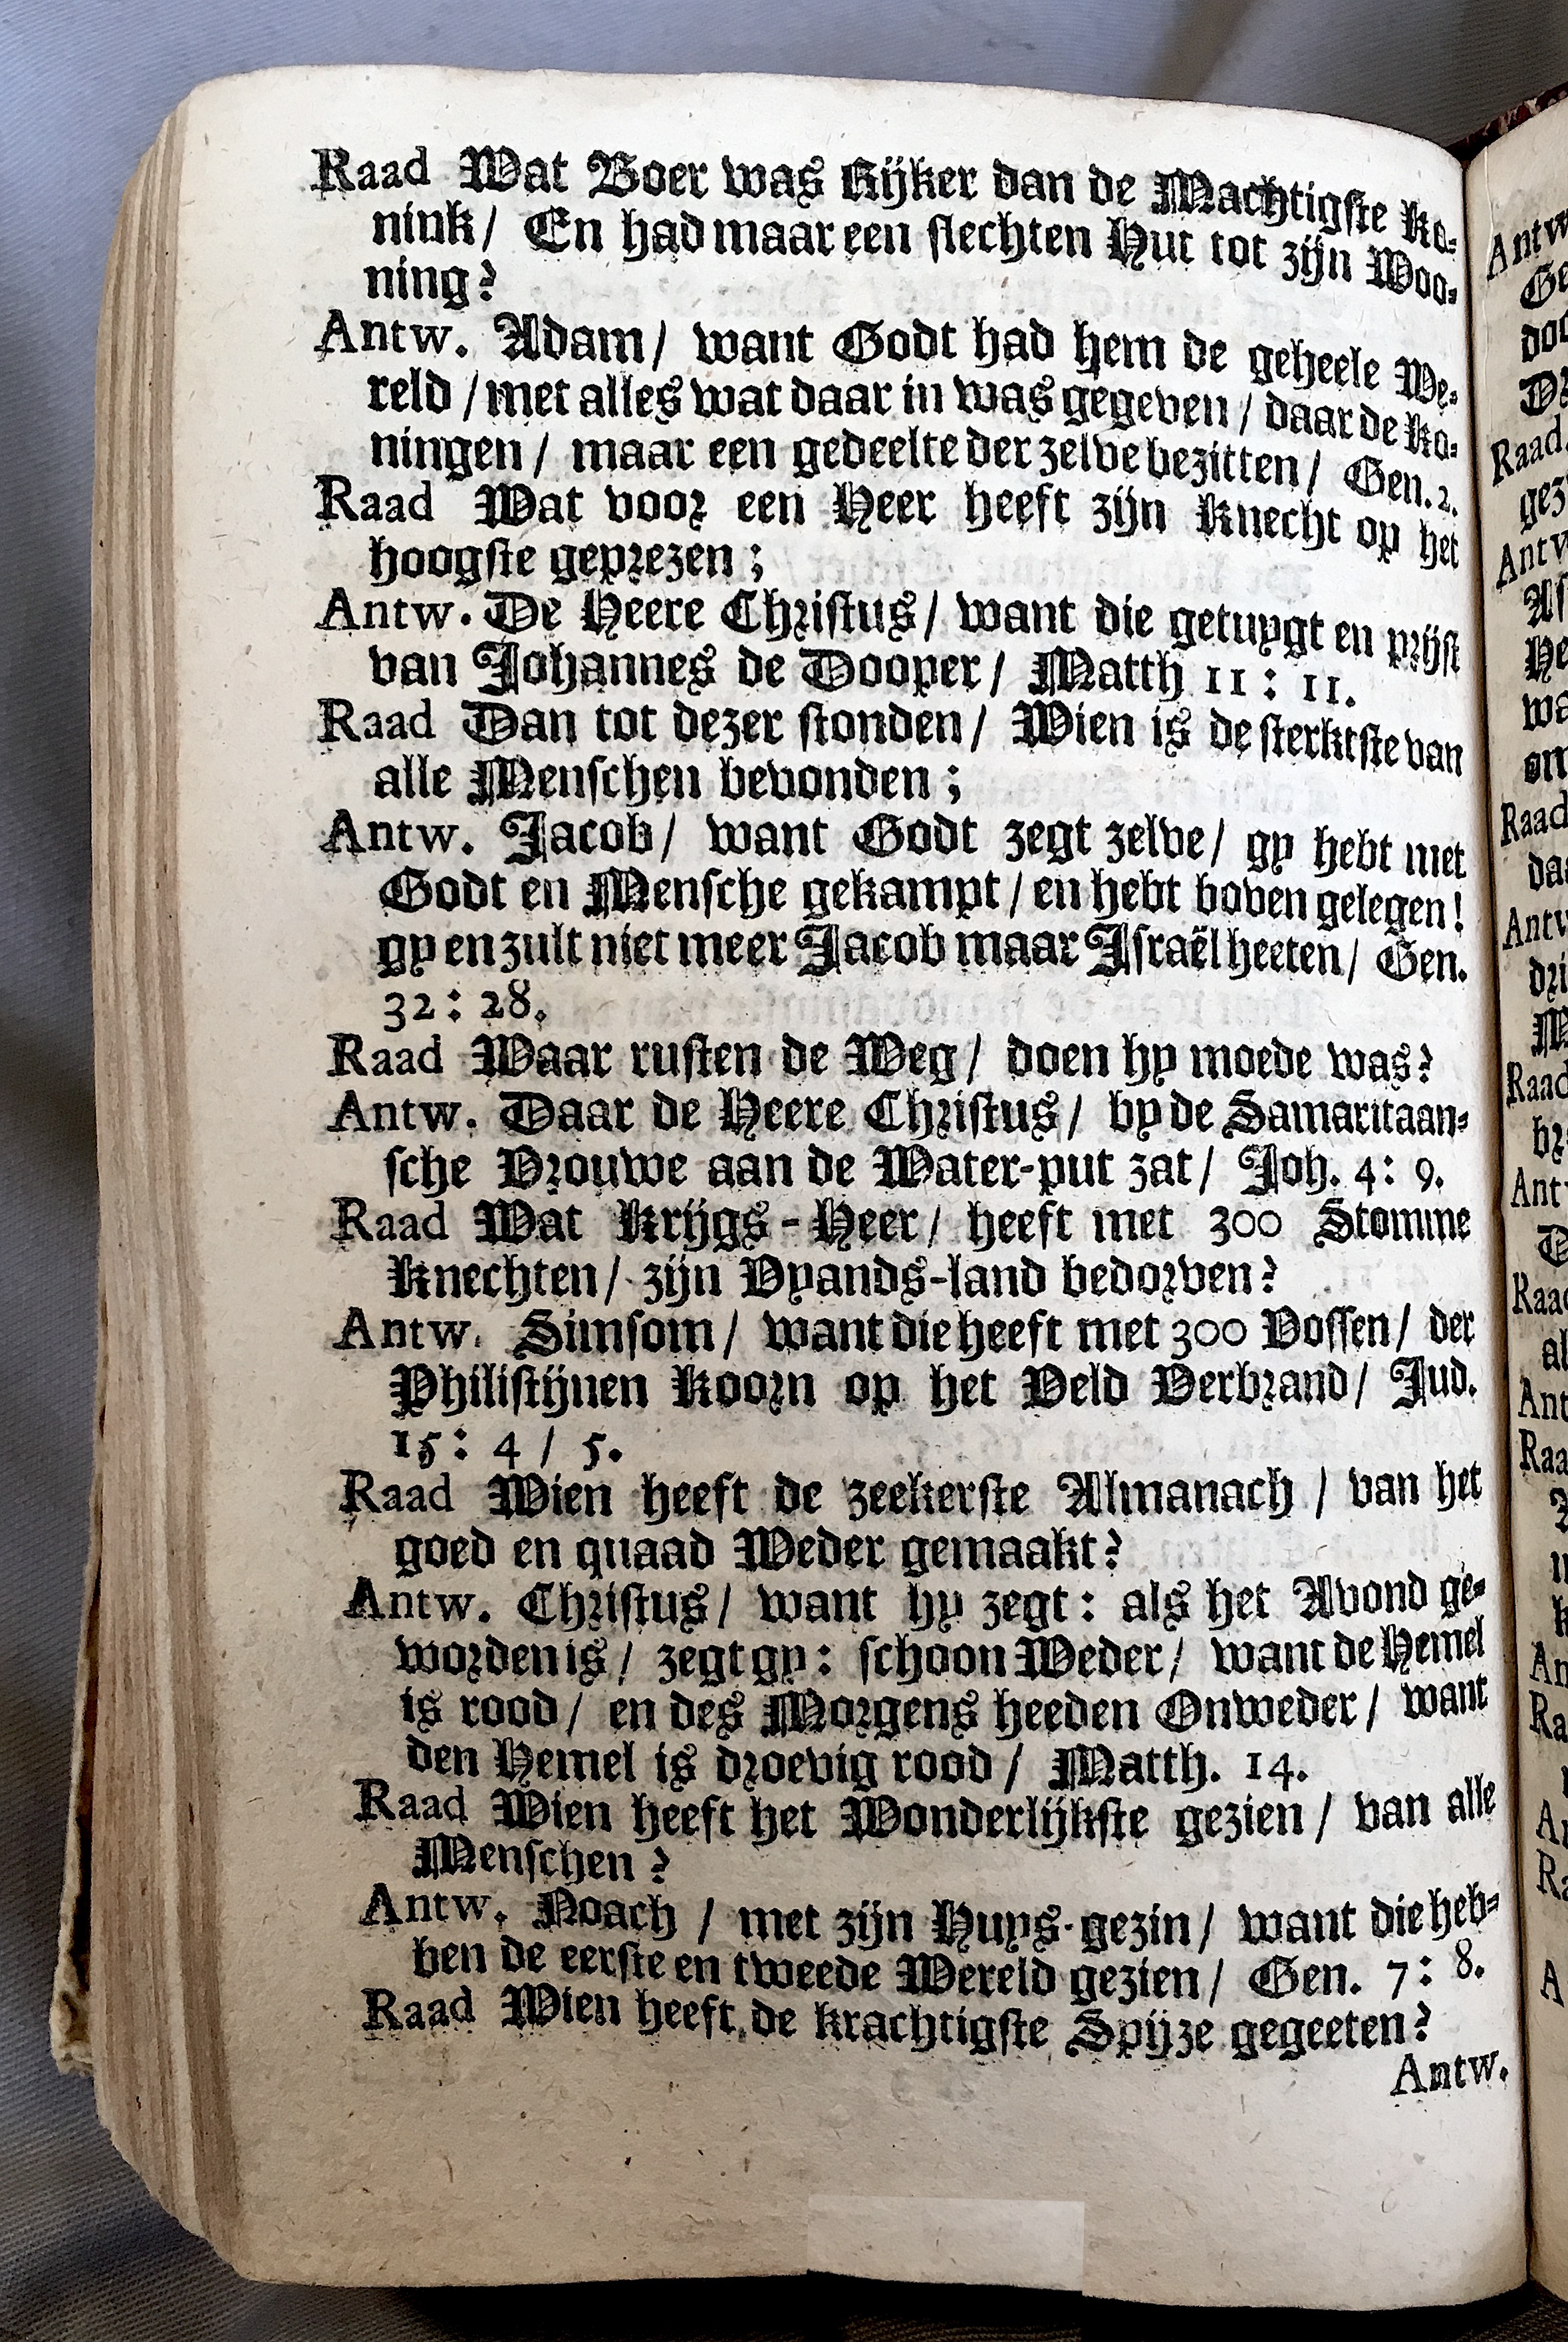 Raad Wat Boer was Rijker dan de Machtigste Ko-
nink/ En had maar een slechten Hut tot zijn Woo-
ning?
Antw. Adam/ want Godt had hem de geheele We-
reld/ met alles wat daar in was gegeven/ daar de Ko-
ningen/ maar een gedeelte der zelve bezitten/ Gen. 2.
Raad Wat voor een Heer heeft zijn Knecht op het
hoogste geprezen;
Antw. De Heere Christus/ want die getuygt en prijst
van Johannes de Dooper/ Matth 11: 11.
Raad Dan tot dezer stonden/ Wien is de sterktste van
alle Menschen bevonden;
Antw. Jacob/ want Godt zegt zelve/ gy hebt met
Godt en Mensche gekampt/ en hebt boven gelegen!
gy en zult niet meer Jacob maar Israël heeten/ Gen.
32: 28.
Raad Waar rusten de Weg/ doen hy moede was?
Antw. Daar de Heere Christus/ by de Samaritaan-
sche Vrouwe aan de Water-put zat/ Joh. 4: 9.
Raad Wat Krijgs-Heer/ heeft met 300 Stomme
Knechten/ zijn Vyands-land bedorven?
Antw. Simsom/ want die heeft met 300 Vossen/ der
Philistijnen Koorn op het Veld Verbrand/ Jud.
15: 4/ 5.
Raad Wien heeft de zeekerste Almanach/ van het
goed en quaad Weder gemaakt?
Antw. Christus/ want hy zegt: als het Avond ge-
worden is/ zegt gy: schoon Weder/ want de Hemel
is rood/ en des Morgens heeden Onweder/ want
den Hemel is droevig rood/ Matth. 14.
Raad Wien heeft het Wonderlijkste gezien/ van alle
Menschen?
Antw. Noach/ met zijn Huys-gezin/ want die heb-
ben de eerste en tweede Wereld gezien/ Gen. 7: 8.
Raad Wien heeft de krachtigste Spijze gegeeten?
Antw.